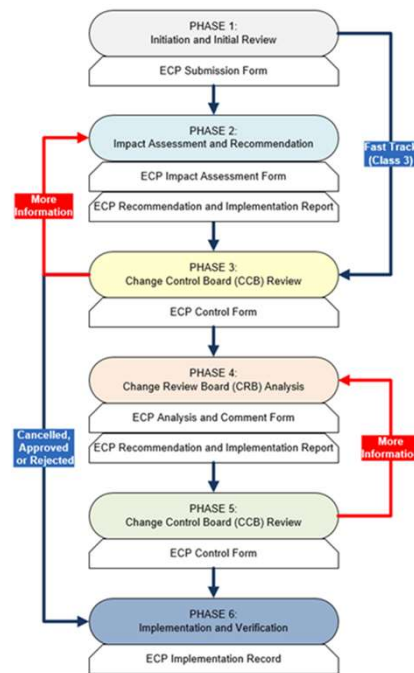 PHASE 1:
Initiation and Initial Review
ECP Submission Form
PHASE 2:
Impact Assessment and Recommendation
Fast Track
(Class 3)
ECP Impact Assessment Form
More
Information
ECP Recommendation and Implementation Report
PHASE 3:
Change Control Board (CCB) Review
ECP Control Form
PHASE 4:
Change Review Board (CRB) Analysis
ECP Analysis and Comment Form
Cancelled,
Approved
or Rejected
More
Information
ECP Recommendation and Implementation Report
PHASE 5:
Change Control Board (CCB) Review
ECP Control Form
PHASE 6:
Implementation and Verification
ECP Implementation Record